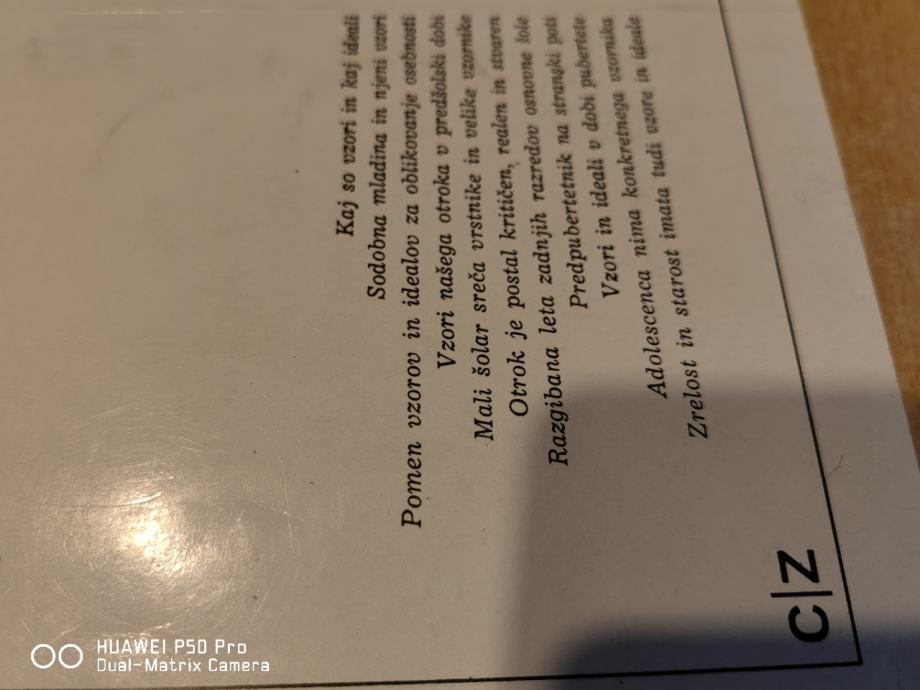 Kaj so vzori in kaj ideali
Sodobna mladina in njeni vzori
Pomen vzorov in idealov za oblikovanje osebnosti
Vzori našega otroka v predšolski dobi
Mali šolar sreča vrstnike in velike vzornike
Otrok je postal kritičen, realen in stvaren
Razgibana leta zadnjih razredov osnovne šole
Predpubertetnik na stranski poti
Vzori in ideali v dobi pubertete
Adolescenca nima konkretnega vzornika
Zrelost in starost imata tudi vzore in ideale
C|Z
HUAWEI P50 Pro
Dual-Matrix Camera